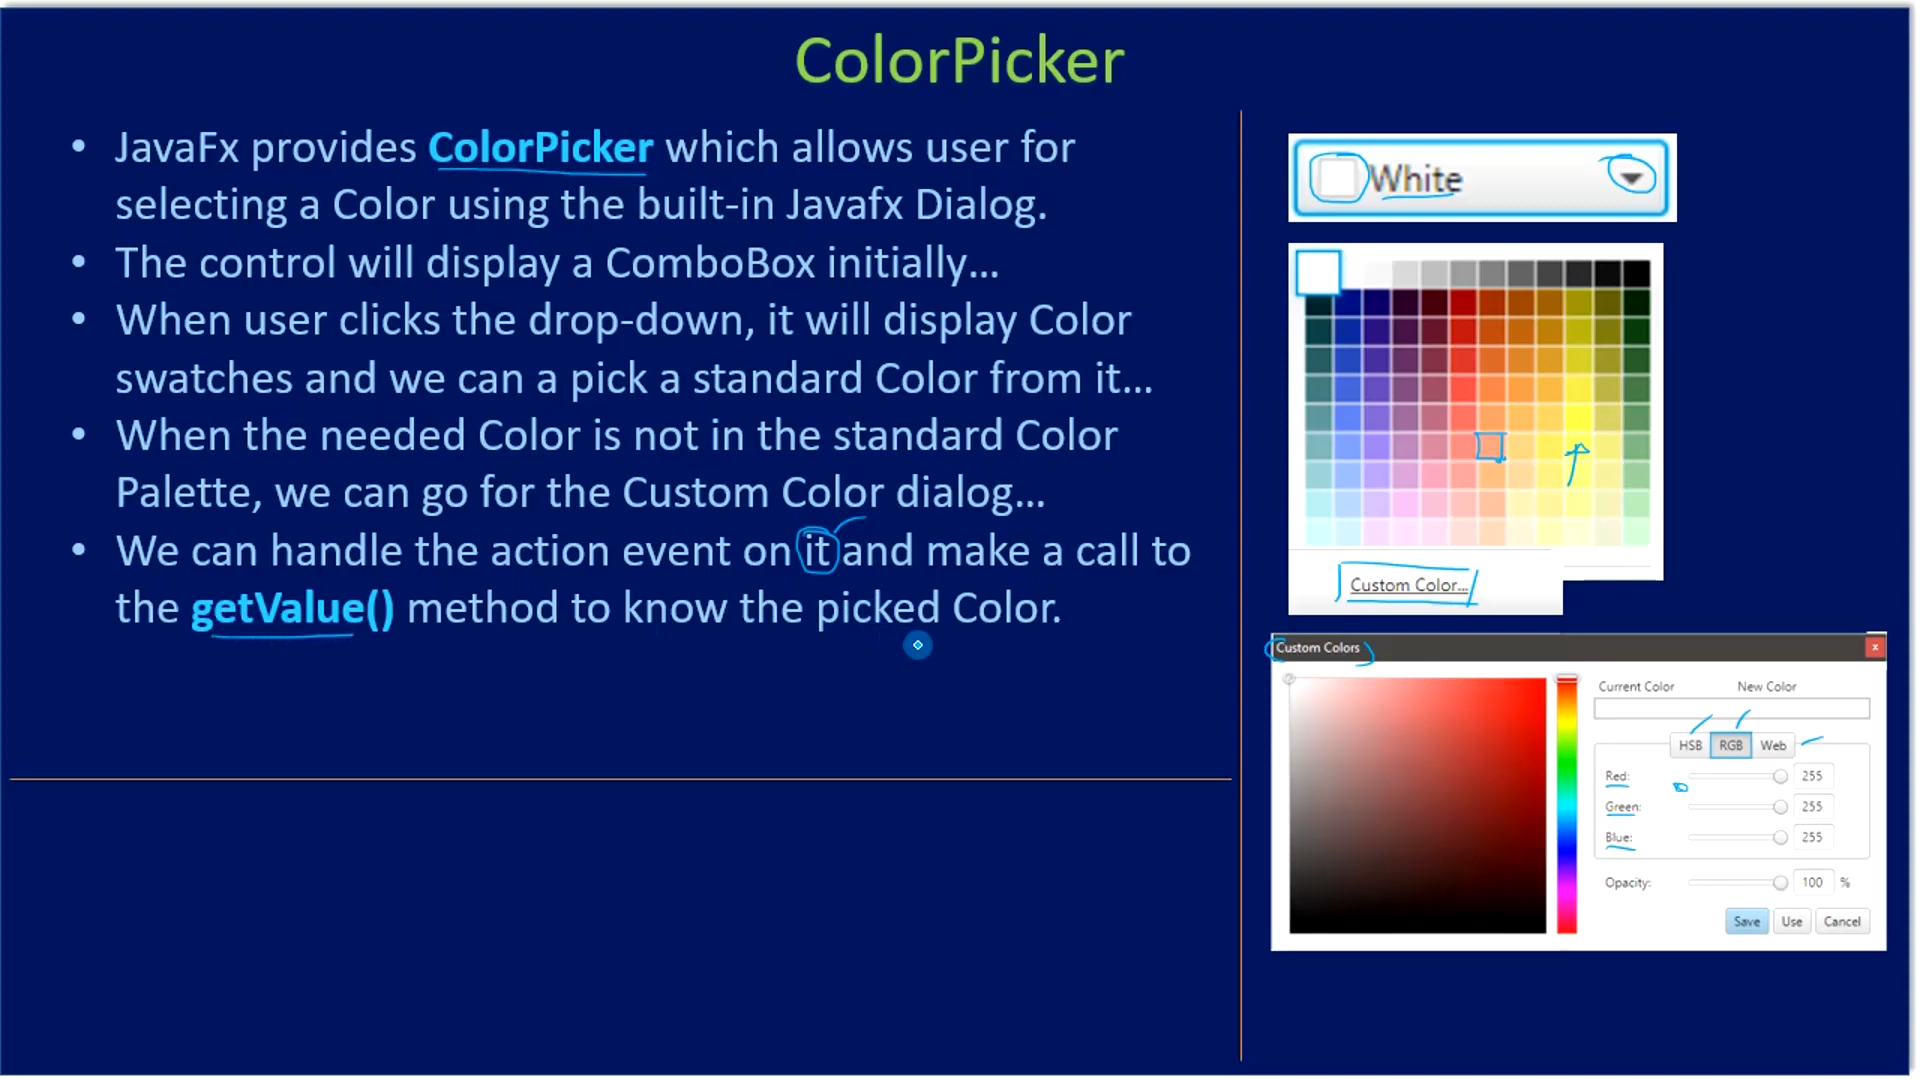 ColorPicker
• JavaFx provides ColorPicker which allows user for
selecting a Color using the built-in Javafx Dialog.
• The control will display a ComboBox initially...
• When user clicks the drop-down, it will display Color
swatches and we can a pick a standard Color from it...
• When the needed Color is not in the standard Color
Palette, we can go for the Custom Color dialog...
• We can handle the action event on it and make a call to
the getValue() method to know the picked Color.
White
Custom Color...
Custom Colors
x
Current Color New Color
HSB RGB Web
Red: 255
Green: 255
Blue: 255
Opacity: 100 %
Save Use Cancel